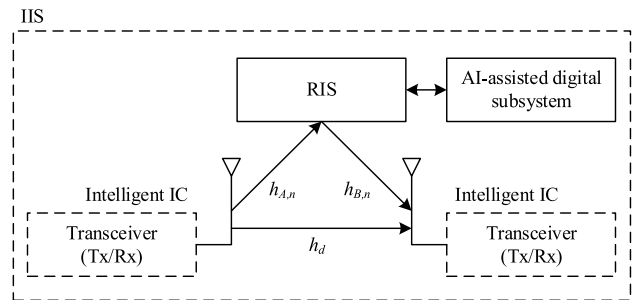 IIS
RIS
AI-assisted digital
subsystem
h_{A,n}
h_{B,n}
Intelligent IC
Intelligent IC
Transceiver
(Tx/Rx)
h_d
Transceiver
(Tx/Rx)